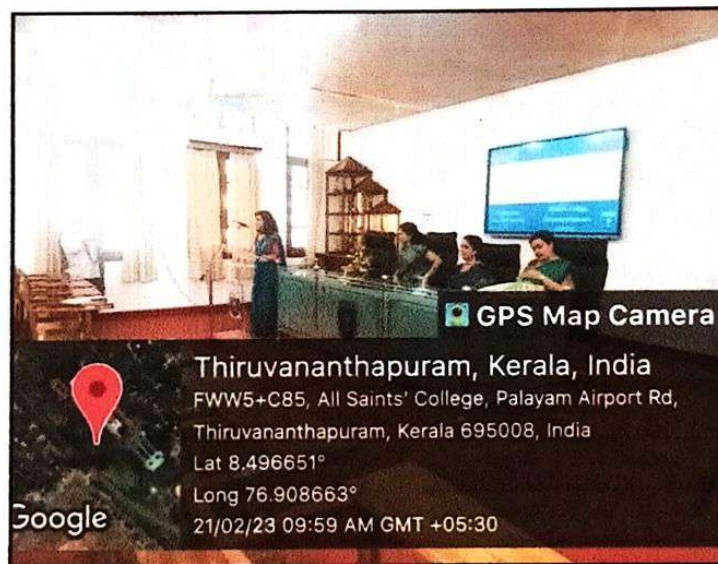 GPS Map Camera
Thiruvananthapuram, Kerala, India
FWW5+C85, All Saints' College, Palayam Airport Rd,
Thiruvananthapuram, Kerala 695008, India
Lat 8.496651°
Long 76.908663°
21/02/23 09:59 AM GMT +05:30
Google